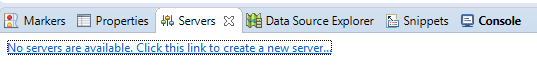 Markers Properties Servers Data Source Explorer Snippets Console
No servers are available. Click this link to create a new server...